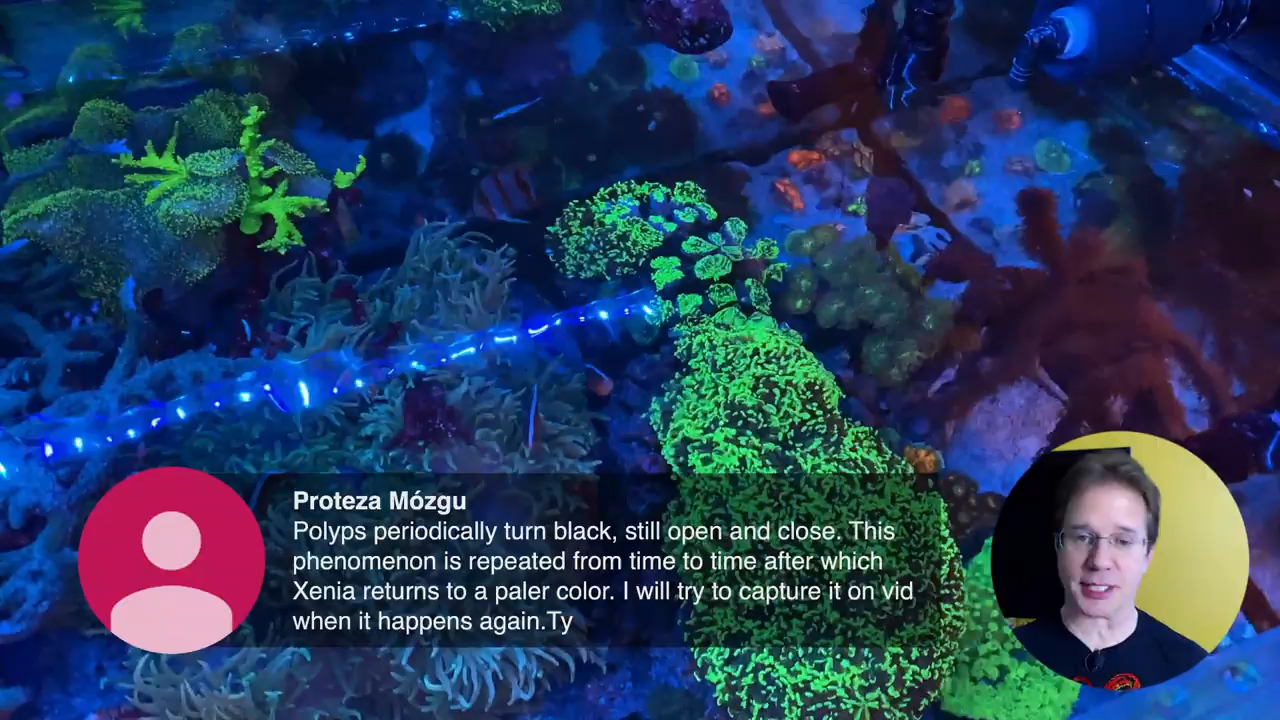 Proteza Mózgu
Polyps periodically turn black, still open and close. This
phenomenon is repeated from time to time after which
Xenia returns to a paler color. I will try to capture it on vid
when it happens again.Ty